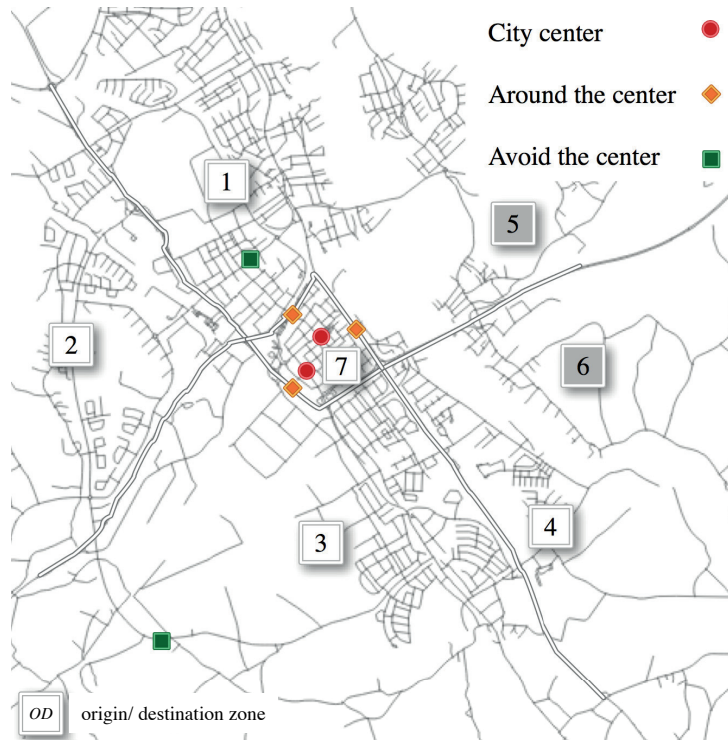 City center
Around the center
Avoid the center
1
5
2
7
6
3
4
OD origin/ destination zone